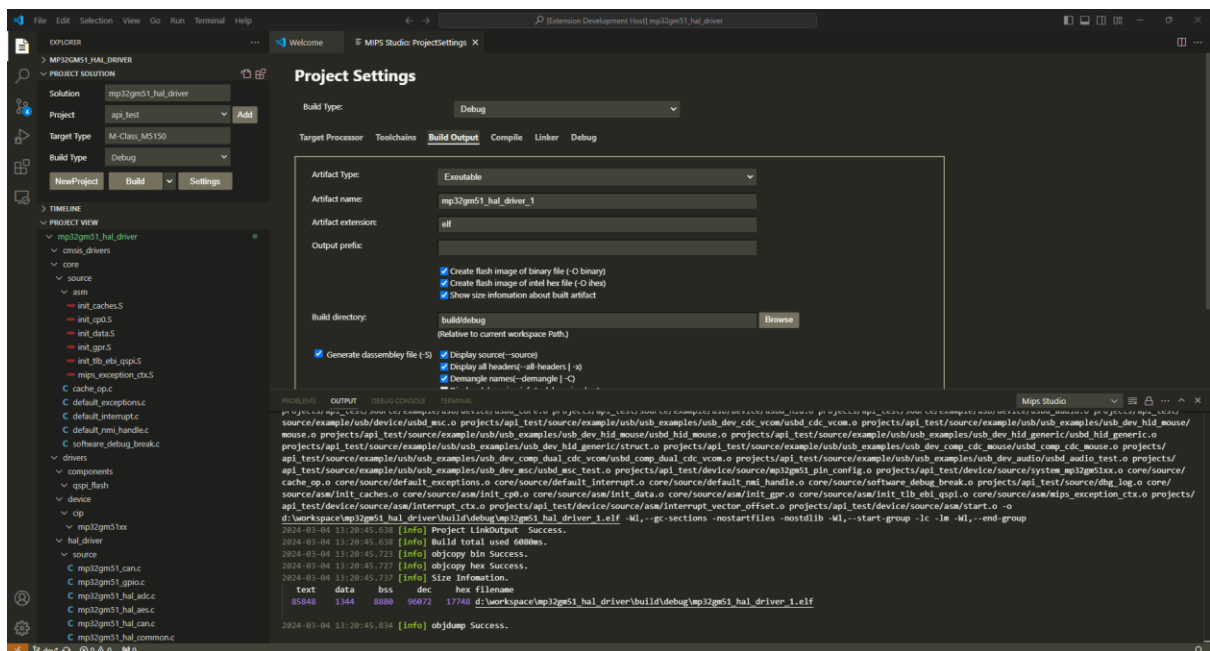 File Edit Selection View Go Run Terminal Help
[Extension Development Host] mp32gm51_hal_driver
EXPLORER
MP32GM51_HAL_DRIVER
PROJECT SOLUTION
Solution mp32gm51_hal_driver
Project api_test Add
Target Type M-Class_M5150
Build Type Debug
NewProject Build Settings
TIMELINE
PROJECT VIEW
mp32gm51_hal_driver
cmsis_drivers
core
source
asm
init_caches.S
init_cp0.S
init_data.S
init_gpr.S
init_tlb_ebi_qspi.S
mips_exception_ctx.S
cache_op.c
default_exceptions.c
default_interrupt.c
default_nmi_handle.c
software_debug_break.c
drivers
components
qspi_flash
device
cip
mp32gm51xx
hal_driver
source
mp32gm51_can.c
mp32gm51_gpio.c
mp32gm51_hal_adc.c
mp32gm51_hal_aes.c
mp32gm51_hal_can.c
mp32gm51_hal_common.c
Welcome MIPS Studio: ProjectSettings
Project Settings
Build Type: Debug
Target Processor Toolchains Build Output Compile Linker Debug
Artifact Type: Exeutable
Artifact name: mp32gm51_hal_driver_1
Artifact extension: elf
Output prefix:
Create flash image of binary file (-O binary)
Create flash image of intel hex file (-O ihex)
Show size infomation about built artifact
Build directory: build/debug Browse
(Relative to current workspace Path.)
Generate dassembley file (-S) Display source(--source)
Display all headers(--all-headers | -x)
Demangle names(--demangle | -C)
PROBLEMS OUTPUT DEBUG CONSOLE TERMINAL Mips Studio
source/example/usb/device/usbd_msc.o projects/api_test/source/example/usb/usb_examples/usb_dev_cdc_vcom/usbd_cdc_vcom.o projects/api_test/source/example/usb/usb_examples/usb_dev_hid_mouse/
mouse.o projects/api_test/source/example/usb/usb_examples/usb_dev_hid_mouse/usbd_hid_mouse.o projects/api_test/source/example/usb/usb_examples/usb_dev_hid_generic/usbd_hid_generic.o
projects/api_test/source/example/usb/usb_examples/usb_dev_hid_generic/struct.o projects/api_test/source/example/usb/usb_examples/usb_dev_comp_cdc_mouse/usbd_comp_cdc_mouse.o projects/
api_test/source/example/usb/usb_examples/usb_dev_comp_dual_cdc_vcom/usbd_comp_dual_cdc_vcom.o projects/api_test/source/example/usb/usb_examples/usb_dev_audio/usbd_audio_test.o projects/
api_test/source/example/usb/usb_examples/usb_dev_msc/usbd_msc_test.o projects/api_test/device/source/mp32gm51_pin_config.o projects/api_test/device/source/system_mp32gm51xx.o core/source/
cache_op.o core/source/default_exceptions.o core/source/default_interrupt.o core/source/default_nmi_handle.o core/source/software_debug_break.o projects/api_test/source/dbg_log.o core/
source/asm/init_caches.o core/source/asm/init_cp0.o core/source/asm/init_data.o core/source/asm/init_gpr.o core/source/asm/init_tlb_ebi_qspi.o core/source/asm/mips_exception_ctx.o projects/
api_test/device/source/asm/interrupt_ctx.o projects/api_test/device/source/asm/interrupt_vector_offset.o projects/api_test/device/source/asm/start.o -o
d:\workspace\mp32gm51_hal_driver\build\debug\mp32gm51_hal_driver_1.elf -Wl,--gc-sections -nostartfiles -nostdlib -Wl,--start-group -lc -lm -Wl,--end-group
2024-03-04 13:20:45.638 [info] Project LinkOutput Success.
2024-03-04 13:20:45.638 [info] Build total used 6080ms.
2024-03-04 13:20:45.723 [info] objcopy bin Success.
2024-03-04 13:20:45.727 [info] objcopy hex Success.
2024-03-04 13:20:45.737 [info] Size Infomation.
text data bss dec hex filename
85848 1344 8880 96072 17748 d:\workspace\mp32gm51_hal_driver\build\debug\mp32gm51_hal_driver_1.elf
2024-03-04 13:20:45.834 [info] objdump Success.